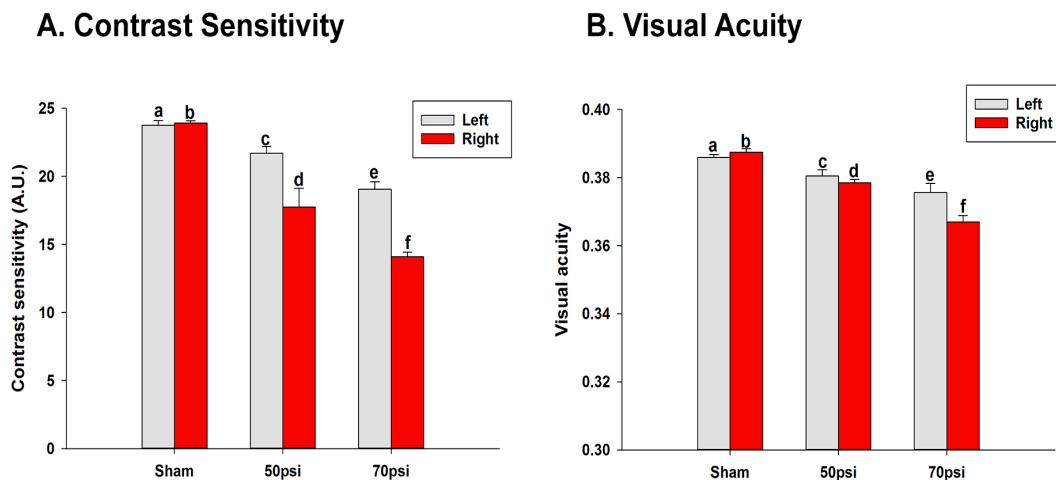 A. Contrast Sensitivity
B. Visual Acuity
25
20
15
10
5
0
Contrast sensitivity (A.U.)
a b
c
d
e
f
Left
Right
Sham 50psi 70psi
0.40
0.38
0.36
0.34
0.32
0.30
Visual acuity
a b
c d
e
f
Left
Right
Sham 50psi 70psi